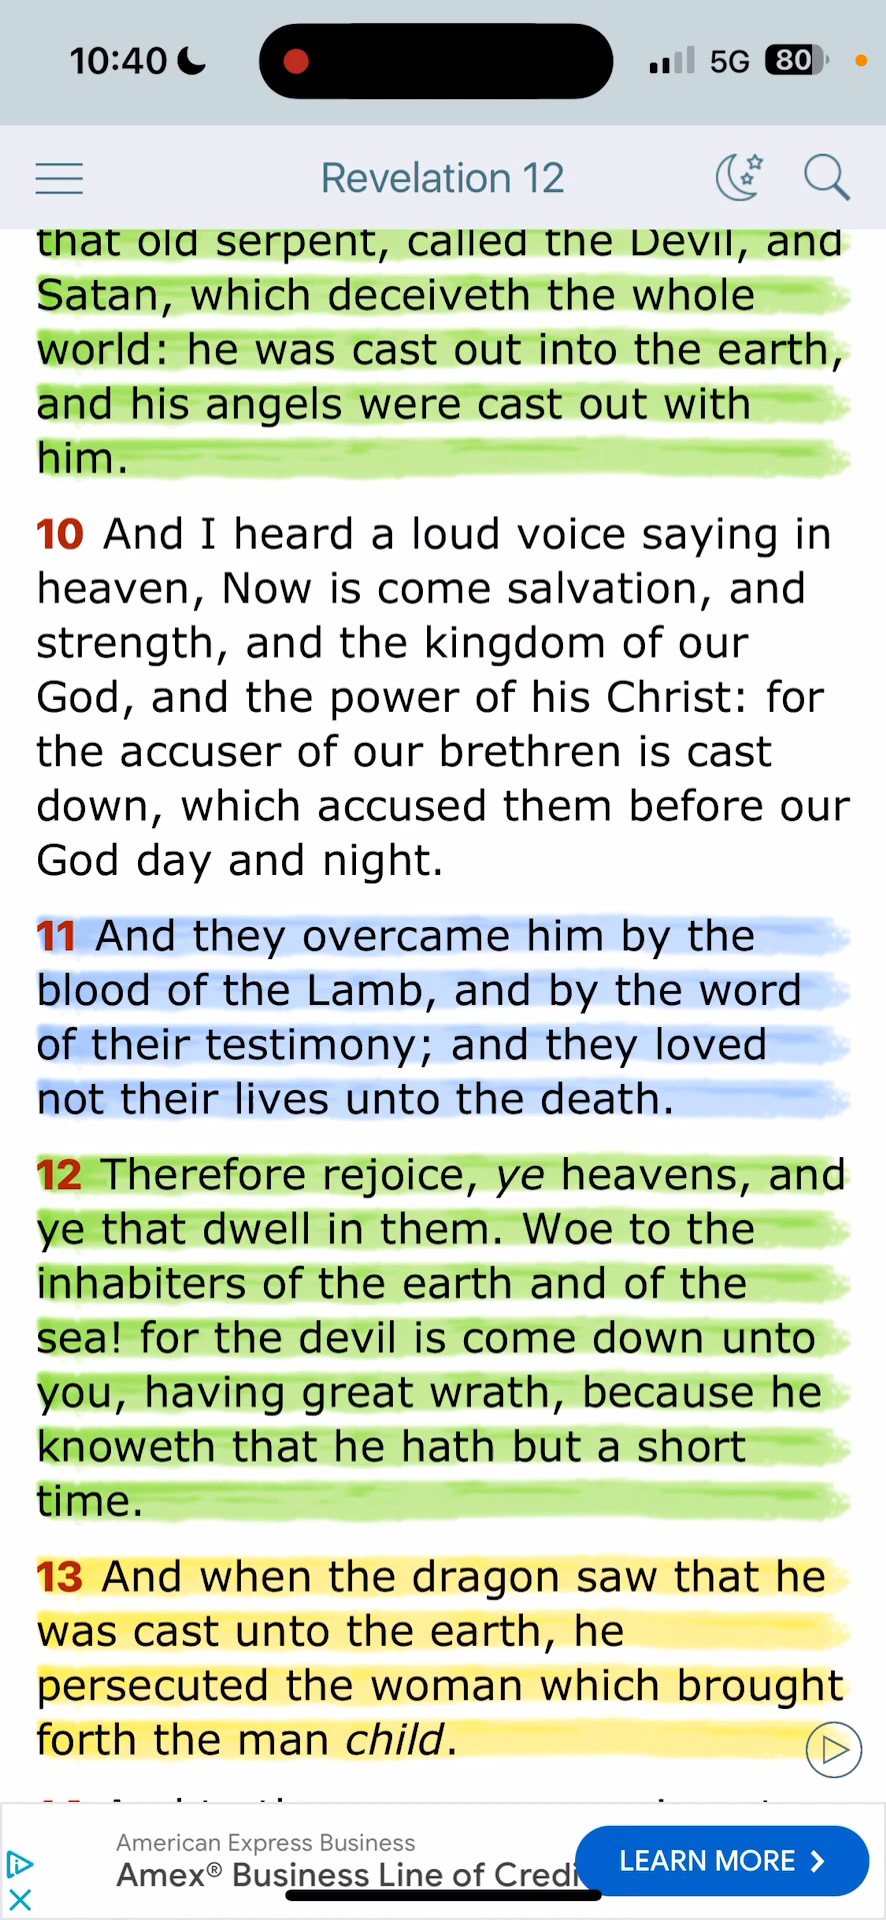 10:40
5G
80
Revelation 12
that old serpent, called the Devil, and
Satan, which deceiveth the whole
world: he was cast out into the earth,
and his angels were cast out with
him.
10 And I heard a loud voice saying in
heaven, Now is come salvation, and
strength, and the kingdom of our
God, and the power of his Christ: for
the accuser of our brethren is cast
down, which accused them before our
God day and night.
11 And they overcame him by the
blood of the Lamb, and by the word
of their testimony; and they loved
not their lives unto the death.
12 Therefore rejoice, ye heavens, and
ye that dwell in them. Woe to the
inhabiters of the earth and of the
sea! for the devil is come down unto
you, having great wrath, because he
knoweth that he hath but a short
time.
13 And when the dragon saw that he
was cast unto the earth, he
persecuted the woman which brought
forth the man child.
American Express Business
Amex® Business Line of Credi
LEARN MORE